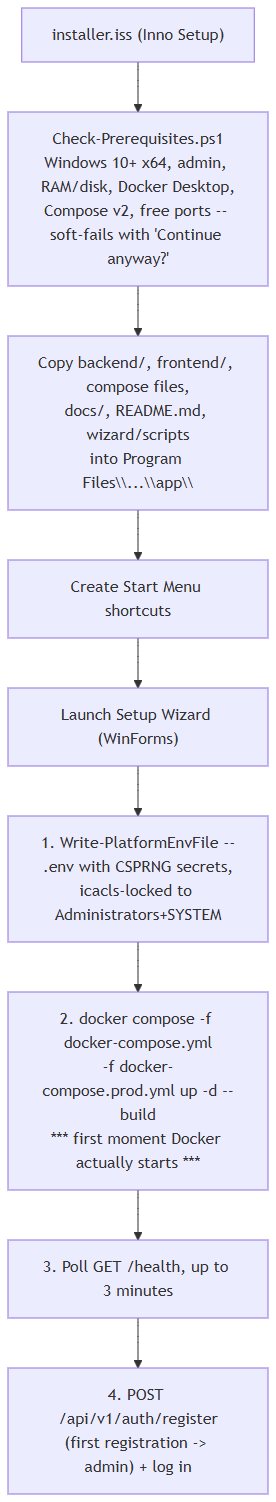 installer.iss (Inno Setup)
Check-Prerequisites.ps1
Windows 10+ x64, admin,
RAM/disk, Docker Desktop,
Compose v2, free ports --
soft-fails with 'Continue
anyway?'
Copy backend/, frontend/,
compose files,
docs/, README.md,
wizard/scripts
into Program
Files\\...\\app\\
Create Start Menu
shortcuts
Launch Setup Wizard
(WinForms)
1. Write-PlatformEnvFile --
.env with CSPRNG secrets,
icacls-locked to
Administrators+SYSTEM
2. docker compose -f
docker-compose.yml
-f docker-
compose.prod.yml up -d --
build
*** first moment Docker
actually starts ***
3. Poll GET /health, up to
3 minutes
4. POST
/api/v1/auth/register
(first registration ->
admin) + log in